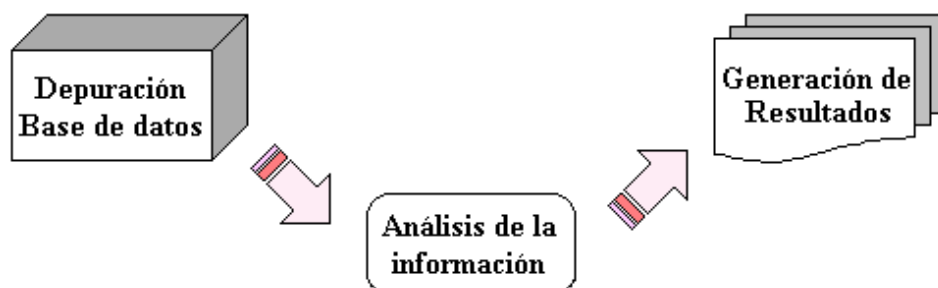 Depuración
Base de datos
Análisis de la
información
Generación de
Resultados